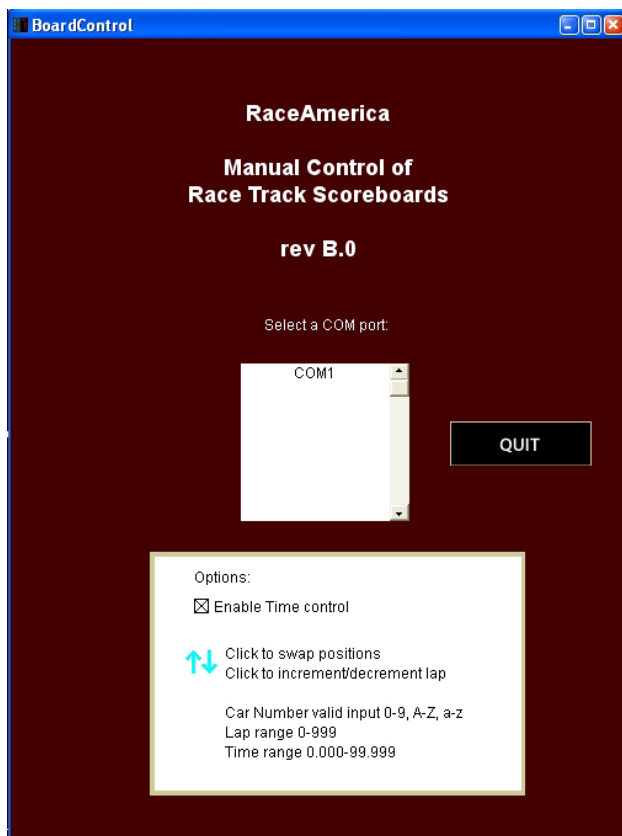 BoardControl
RaceAmerica
Manual Control of
Race Track Scoreboards
rev B.0
Select a COM port:
COM1
QUIT
Options:
Enable Time control
Click to swap positions
Click to increment/decrement lap
Car Number valid input 0-9, A-Z, a-z
Lap range 0-999
Time range 0.000-99.999